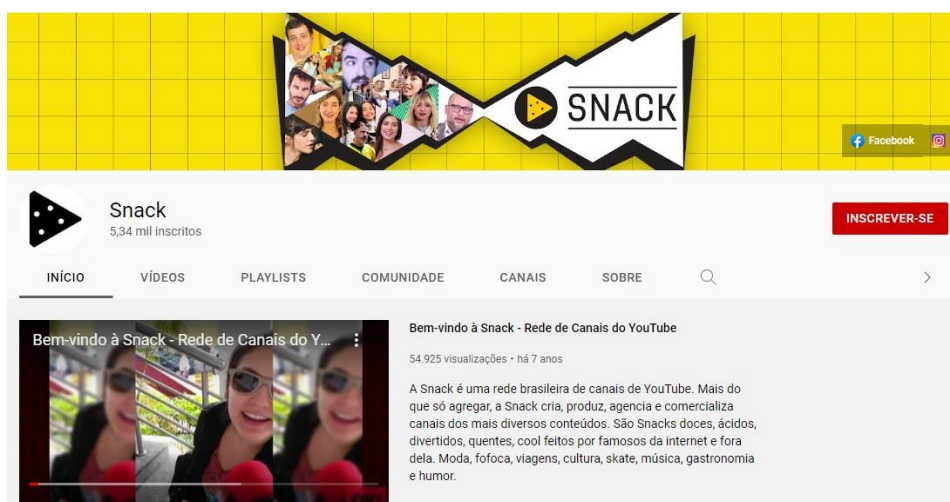 SNACK
Facebook
Snack
5,34 mil inscritos
INSCREVER-SE
INÍCIO
VÍDEOS
PLAYLISTS
COMUNIDADE
CANAIS
SOBRE
Bem-vindo à Snack - Rede de Canais do Y...
Bem-vindo à Snack - Rede de Canais do YouTube
54.925 visualizações • há 7 anos
A Snack é uma rede brasileira de canais de YouTube. Mais do
que só agregar, a Snack cria, produz, agencia e comercializa
canais dos mais diversos conteúdos. São Snacks doces, ácidos,
divertidos, quentes, cool feitos por famosos da internet e fora
dela. Moda, fofoca, viagens, cultura, skate, música, gastronomia
e humor.